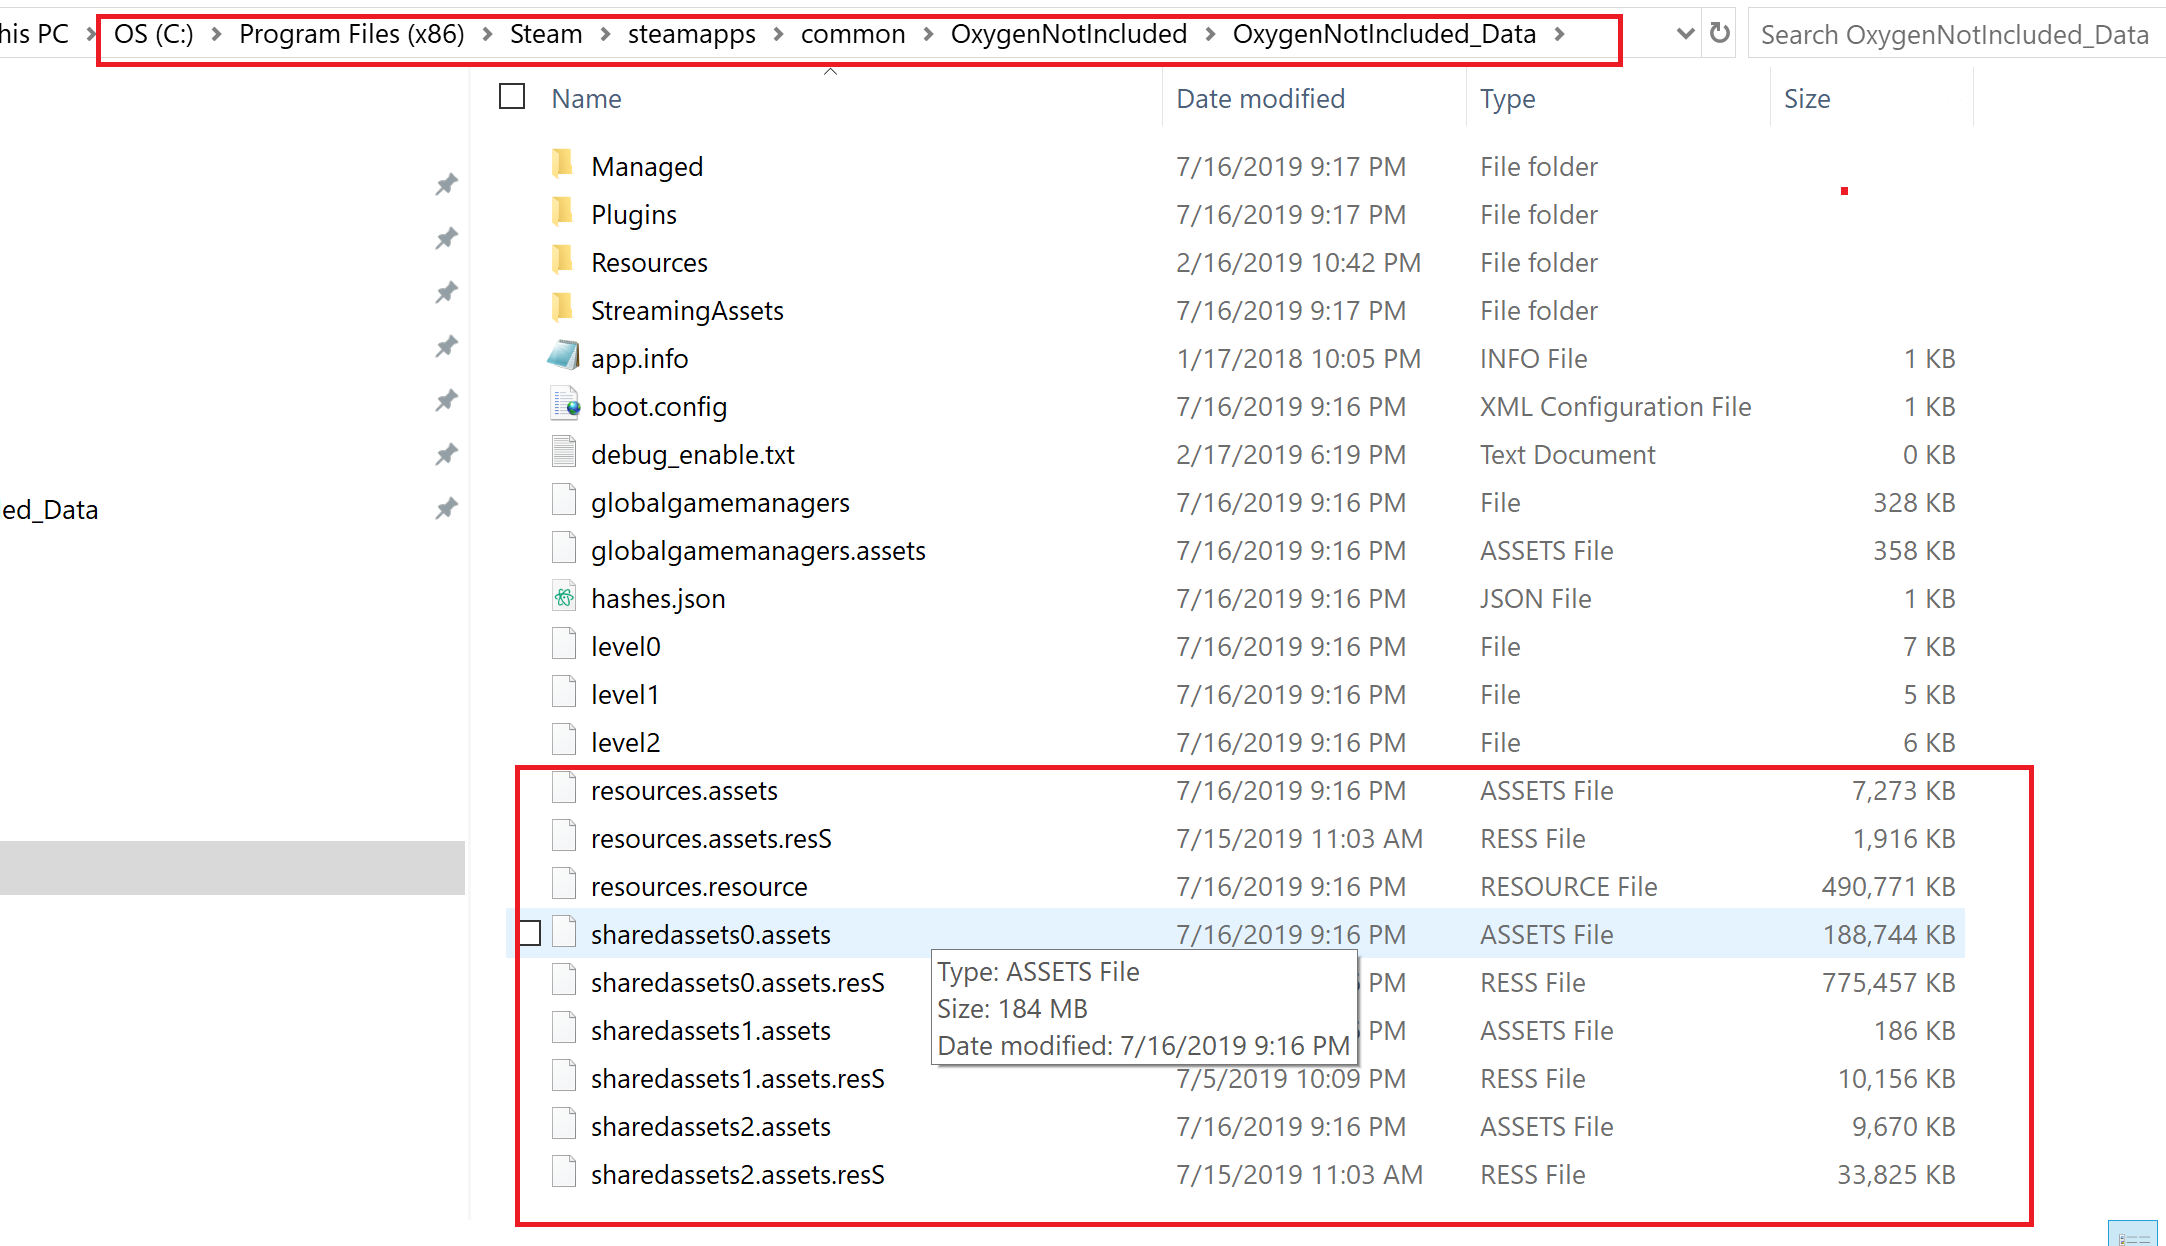 his PC > OS (C:) > Program Files (x86) > Steam > steamapps > common > OxygenNotIncluded > OxygenNotIncluded_Data > Search OxygenNotIncluded_Data
Name Date modified Type Size
Managed 7/16/2019 9:17 PM File folder
Plugins 7/16/2019 9:17 PM File folder
Resources 2/16/2019 10:42 PM File folder
StreamingAssets 7/16/2019 9:17 PM File folder
app.info 1/17/2018 10:05 PM INFO File 1 KB
boot.config 7/16/2019 9:16 PM XML Configuration File 1 KB
debug_enable.txt 2/17/2019 6:19 PM Text Document 0 KB
ed_Data globalgamemanagers 7/16/2019 9:16 PM File 328 KB
globalgamemanagers.assets 7/16/2019 9:16 PM ASSETS File 358 KB
hashes.json 7/16/2019 9:16 PM JSON File 1 KB
level0 7/16/2019 9:16 PM File 7 KB
level1 7/16/2019 9:16 PM File 5 KB
level2 7/16/2019 9:16 PM File 6 KB
resources.assets 7/16/2019 9:16 PM ASSETS File 7,273 KB
resources.assets.resS 7/15/2019 11:03 AM RESS File 1,916 KB
resources.resource 7/16/2019 9:16 PM RESOURCE File 490,771 KB
sharedassets0.assets 7/16/2019 9:16 PM ASSETS File 188,744 KB
sharedassets0.assets.resS PM RESS File 775,457 KB
sharedassets1.assets PM ASSETS File 186 KB
Type: ASSETS File
Size: 184 MB
Date modified: 7/16/2019 9:16 PM
sharedassets1.assets.resS 7/5/2019 10:09 PM RESS File 10,156 KB
sharedassets2.assets 7/16/2019 9:16 PM ASSETS File 9,670 KB
sharedassets2.assets.resS 7/15/2019 11:03 AM RESS File 33,825 KB